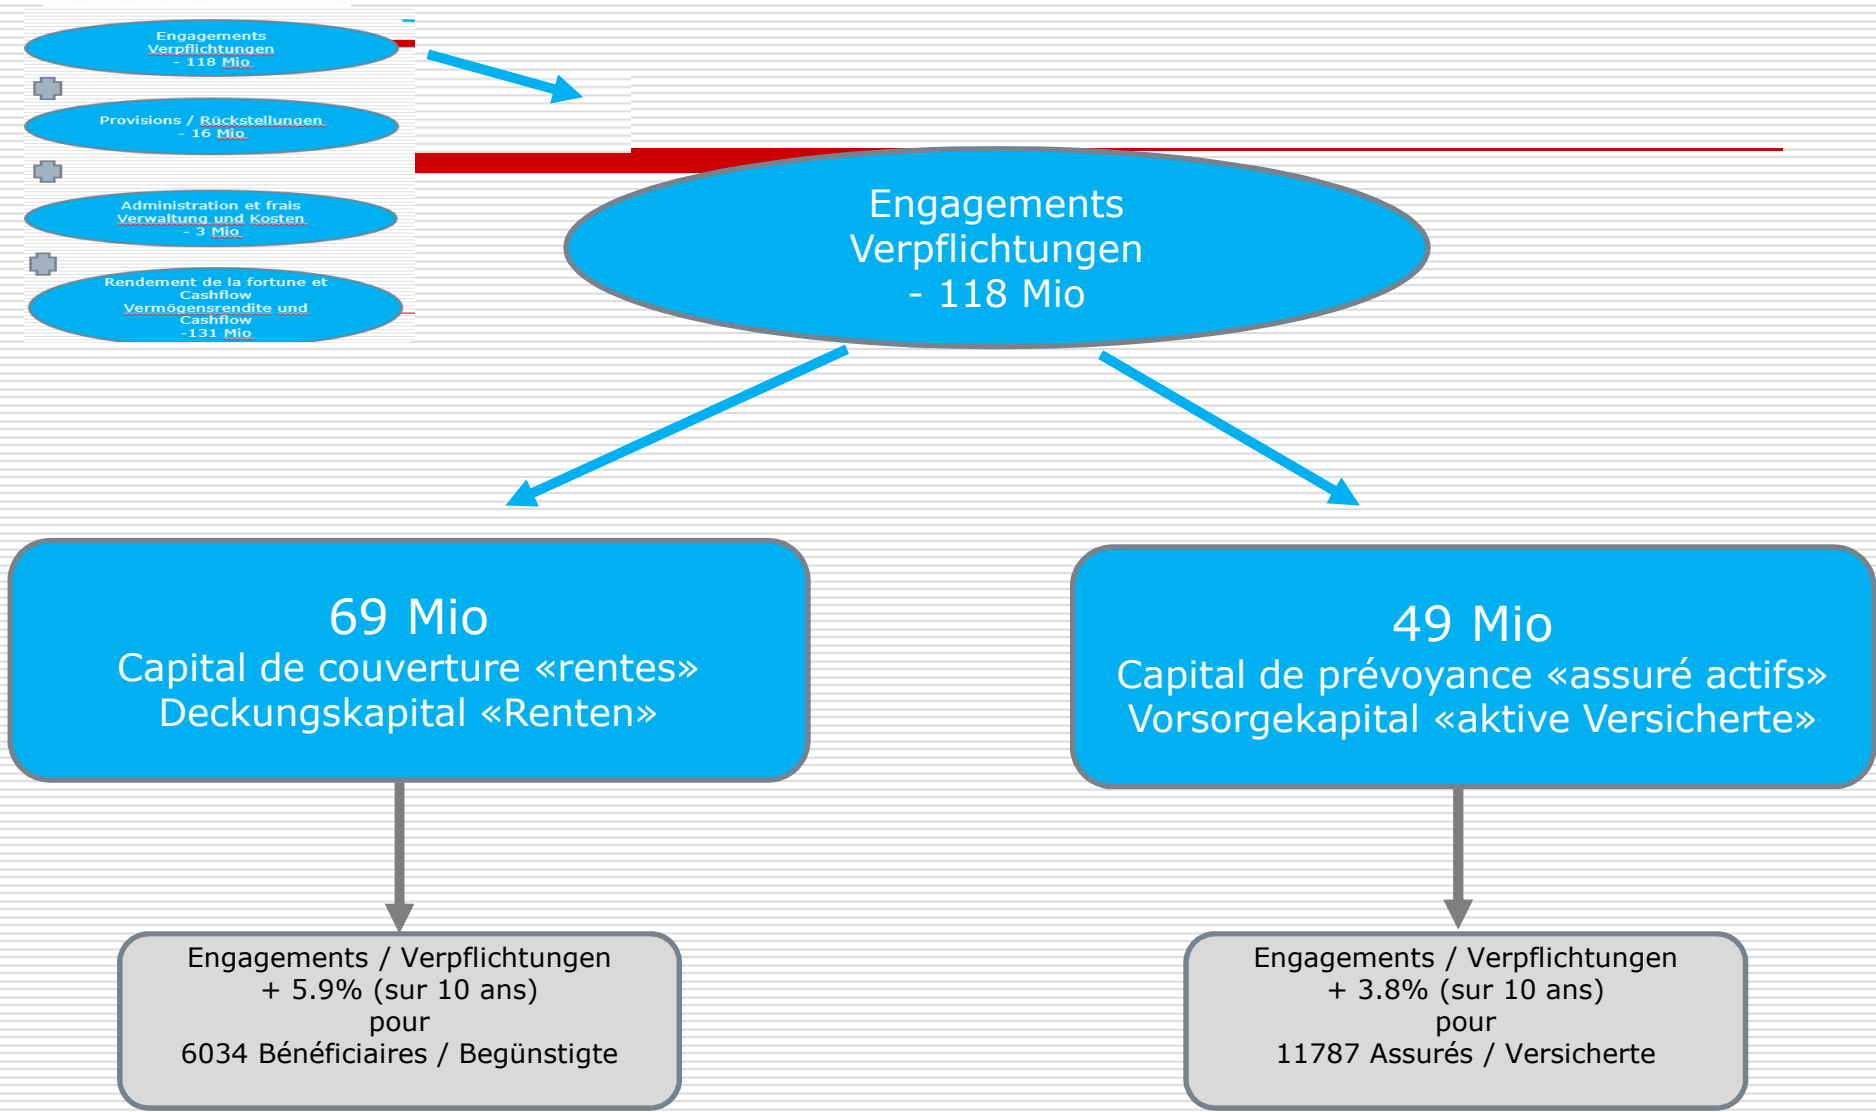 Engagements
Verpflichtungen
- 118 Mio
Provisions / Rückstellungen
- 16 Mio
Administration et frais
Verwaltung und Kosten
- 3 Mio
Rendement de la fortune et
Cashflow
Vermögensrendite und
Cashflow
-131 Mio
Engagements
Verpflichtungen
- 118 Mio
69 Mio
Capital de couverture «rentes»
Deckungskapital «Renten»
49 Mio
Capital de prévoyance «assuré actifs»
Vorsorgekapital «aktive Versicherte»
Engagements / Verpflichtungen
+ 5.9% (sur 10 ans)
pour
6034 Bénéficiaires / Begünstigte
Engagements / Verpflichtungen
+ 3.8% (sur 10 ans)
pour
11787 Assurés / Versicherte